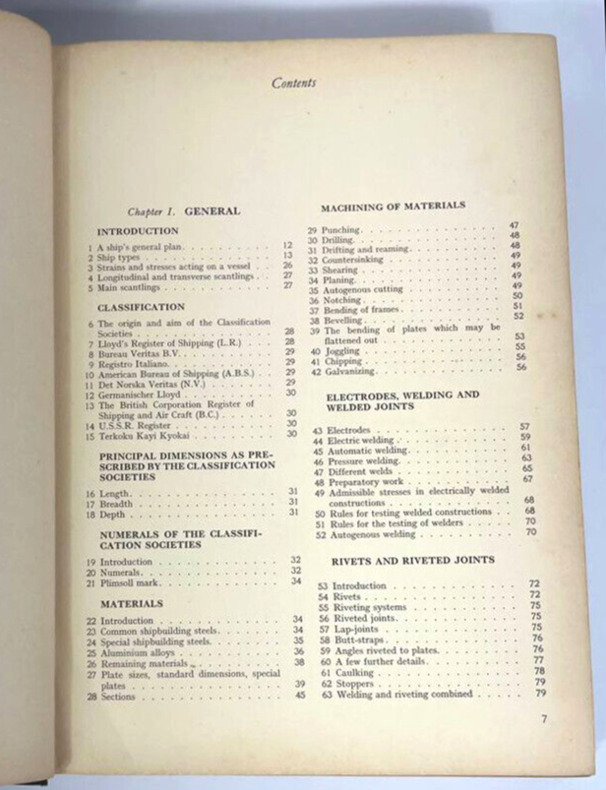 Contents
Chapter I. GENERAL
INTRODUCTION
1 A ship's general plan . . . . . . . . . . 12
2 Ship types . . . . . . . . . . 13
3 Strains and stresses acting on a vessel . . 26
4 Longitudinal and transverse scantlings . . 27
5 Main scantlings . . . . . . . . . . 27
CLASSIFICATION
6 The origin and aim of the Classification
Societies . . . . . . . . . . 28
7 Lloyd's Register of Shipping (L.R.) . . . 28
8 Bureau Veritas B.V. . . . . . . . . . 29
9 Registro Italiano. . . . . . . . . . 29
10 American Bureau of Shipping (A.B.S.) . . 29
11 Det Norska Veritas (N.V.) . . . . . . 29
12 Germanischer Lloyd . . . . . . . . 30
13 The British Corporation Register of
Shipping and Air Craft (B.C.) . . . . . 30
14 U.S.S.R. Register . . . . . . . . . 30
15 Terkoku Kayi Kyokai . . . . . . . . 30
PRINCIPAL DIMENSIONS AS PRE-
SCRIBED BY THE CLASSIFICATION
SOCIETIES
16 Length. . . . . . . . . . 31
17 Breadth . . . . . . . . . . 31
18 Depth . . . . . . . . . . 31
NUMERALS OF THE CLASSIFI-
CATION SOCIETIES
19 Introduction . . . . . . . . . . 32
20 Numerals. . . . . . . . . . 32
21 Plimsoll mark. . . . . . . . . . 34
MATERIALS
22 Introduction . . . . . . . . . . 34
23 Common shipbuilding steels. . . . . . 34
24 Special shipbuilding steels. . . . . . . 35
25 Aluminium alloys . . . . . . . . . 36
26 Remaining materials . . . . . . . . 38
27 Plate sizes, standard dimensions, special
plates . . . . . . . . . . 39
28 Sections . . . . . . . . . . 45
MACHINING OF MATERIALS
29 Punching. . . . . . . . . . 47
30 Drilling. . . . . . . . . . 48
31 Drifting and reaming. . . . . . . . . 48
32 Countersinking . . . . . . . . . . 49
33 Shearing . . . . . . . . . . 49
34 Planing. . . . . . . . . . 49
35 Autogenous cutting . . . . . . . . . 49
36 Notching. . . . . . . . . . 50
37 Bending of frames. . . . . . . . . . 51
38 Bevelling. . . . . . . . . . 52
39 The bending of plates which may be
flattened out . . . . . . . . . . 53
40 Joggling . . . . . . . . . . 55
41 Chipping. . . . . . . . . . 56
42 Galvanizing. . . . . . . . . . 56
ELECTRODES, WELDING AND
WELDED JOINTS
43 Electrodes . . . . . . . . . . 57
44 Electric welding . . . . . . . . . . 59
45 Automatic welding. . . . . . . . . . 61
46 Pressure welding. . . . . . . . . . 63
47 Different welds . . . . . . . . . . 65
48 Preparatory work . . . . . . . . . . 67
49 Admissible stresses in electrically welded
constructions . . . . . . . . . . 68
50 Rules for testing welded constructions . . 68
51 Rules for the testing of welders . . . . . 70
52 Autogenous welding . . . . . . . . . 70
RIVETS AND RIVETED JOINTS
53 Introduction . . . . . . . . . . 72
54 Rivets . . . . . . . . . . 72
55 Riveting systems . . . . . . . . . . 75
56 Riveted joints. . . . . . . . . . 75
57 Lap-joints . . . . . . . . . . 75
58 Butt-straps. . . . . . . . . . 76
59 Angles riveted to plates. . . . . . . . 76
60 A few further details. . . . . . . . . 77
61 Caulking . . . . . . . . . . 78
62 Stoppers . . . . . . . . . . 79
63 Welding and riveting combined . . . . . 79
7